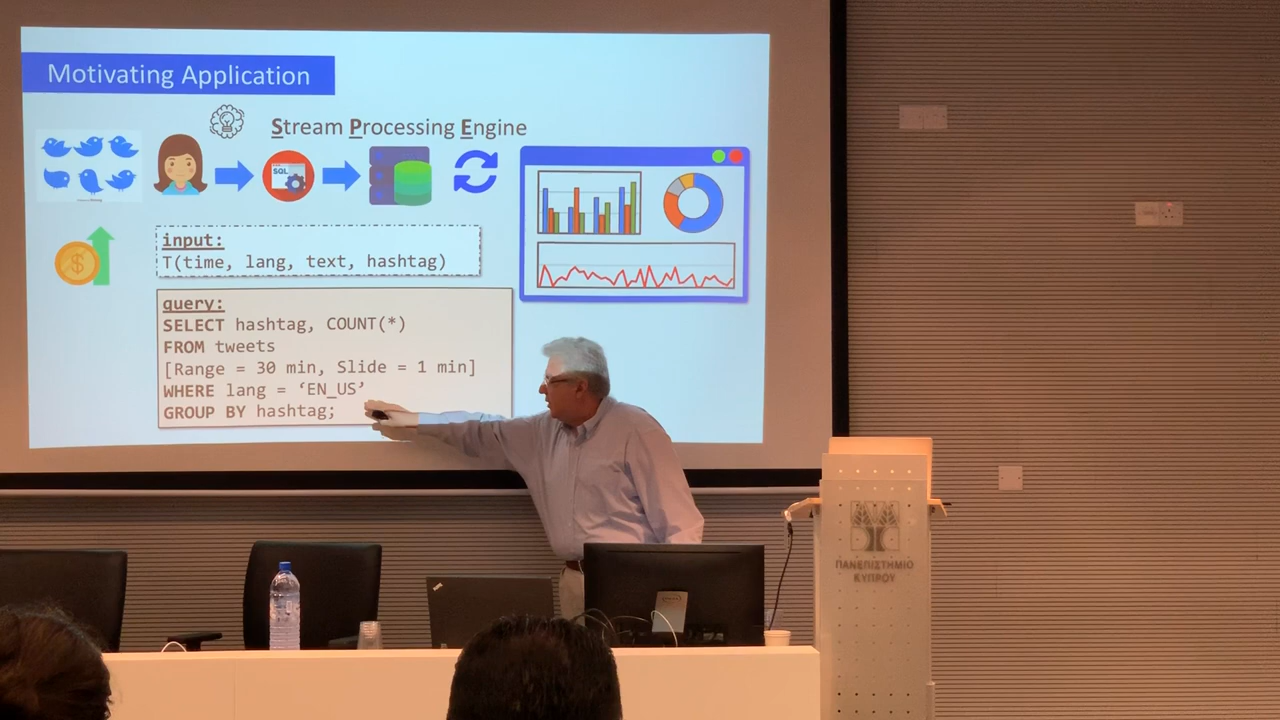 Motivating Application
Stream Processing Engine
SQL
input:
T(time, lang, text, hashtag)
query:
SELECT hashtag, COUNT(*)
FROM tweets
[Range = 30 min, Slide = 1 min]
WHERE lang = ‘EN_US’
GROUP BY hashtag;
ΠΑΝΕΠΙΣΤΗΜΙΟ
ΚΥΠΡΟΥ